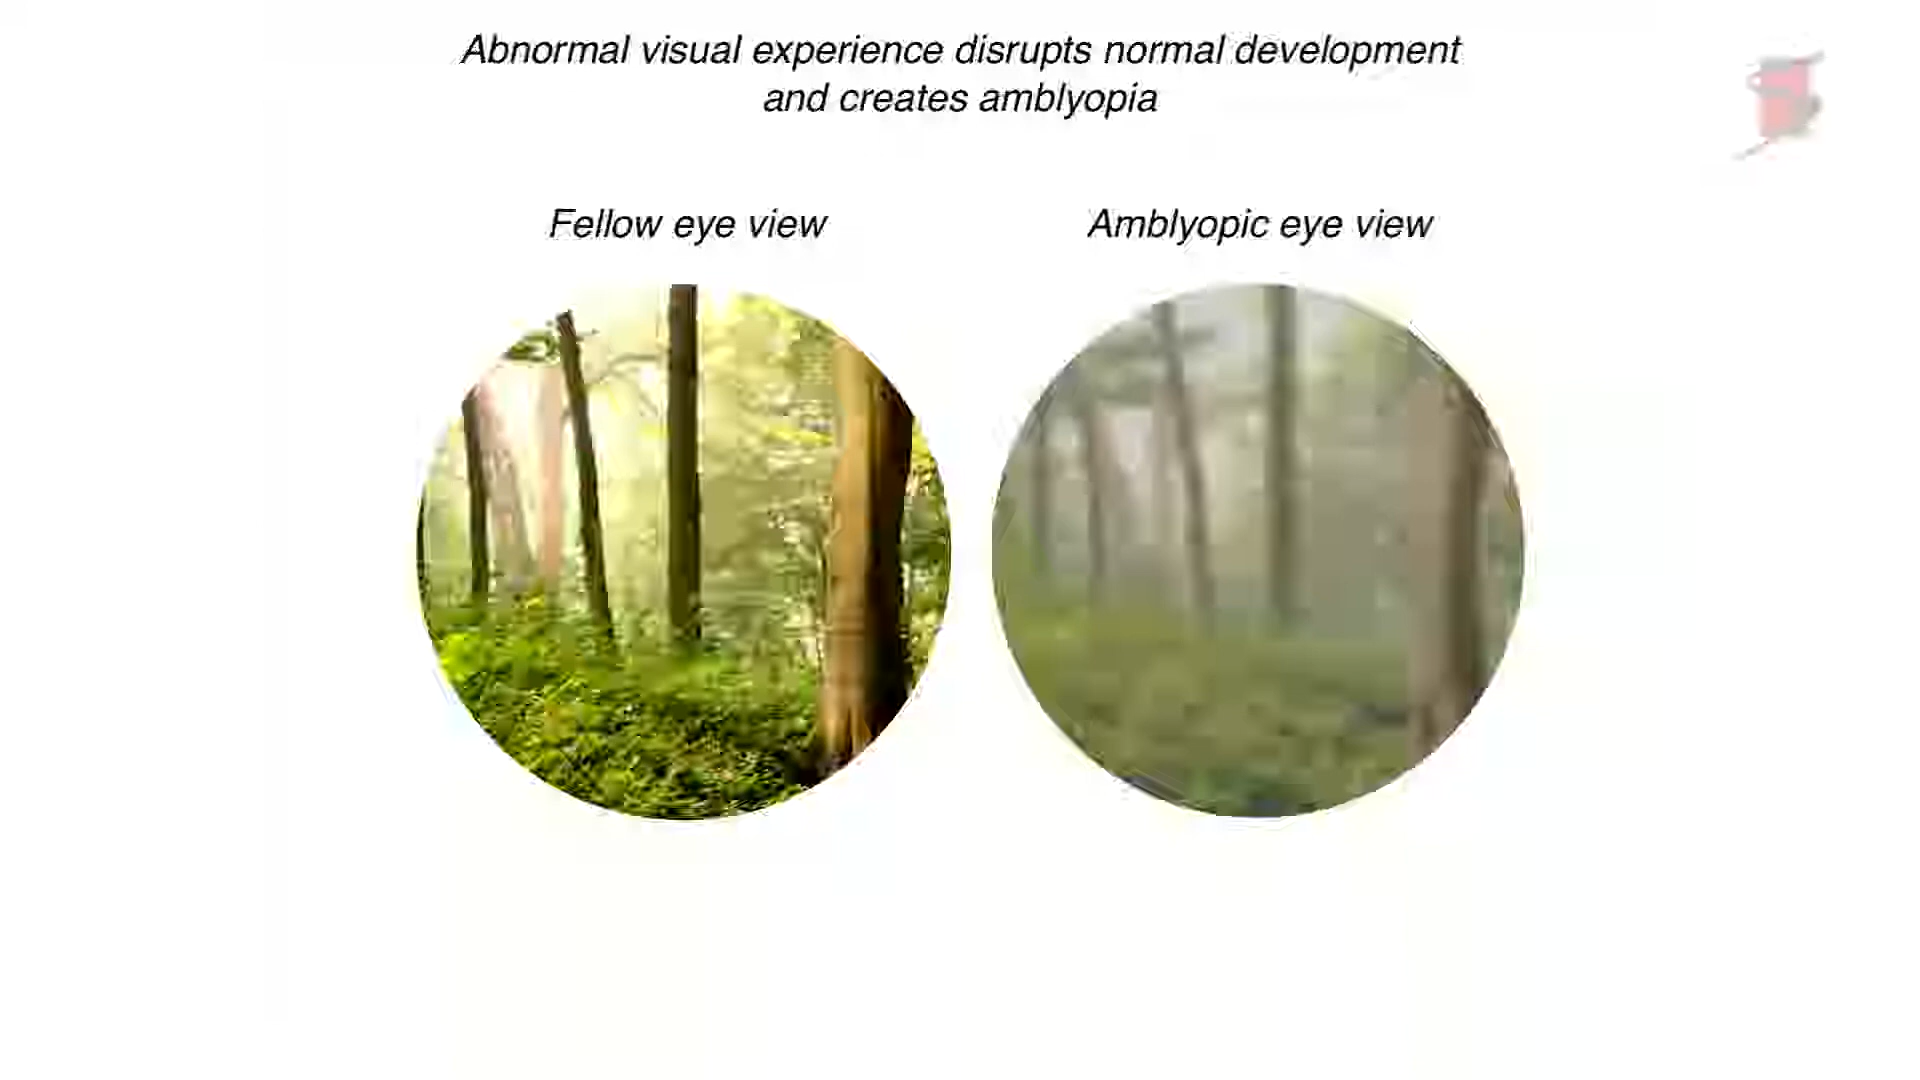 Abnormal visual experience disrupts normal development
and creates amblyopia
Fellow eye view
Amblyopic eye view